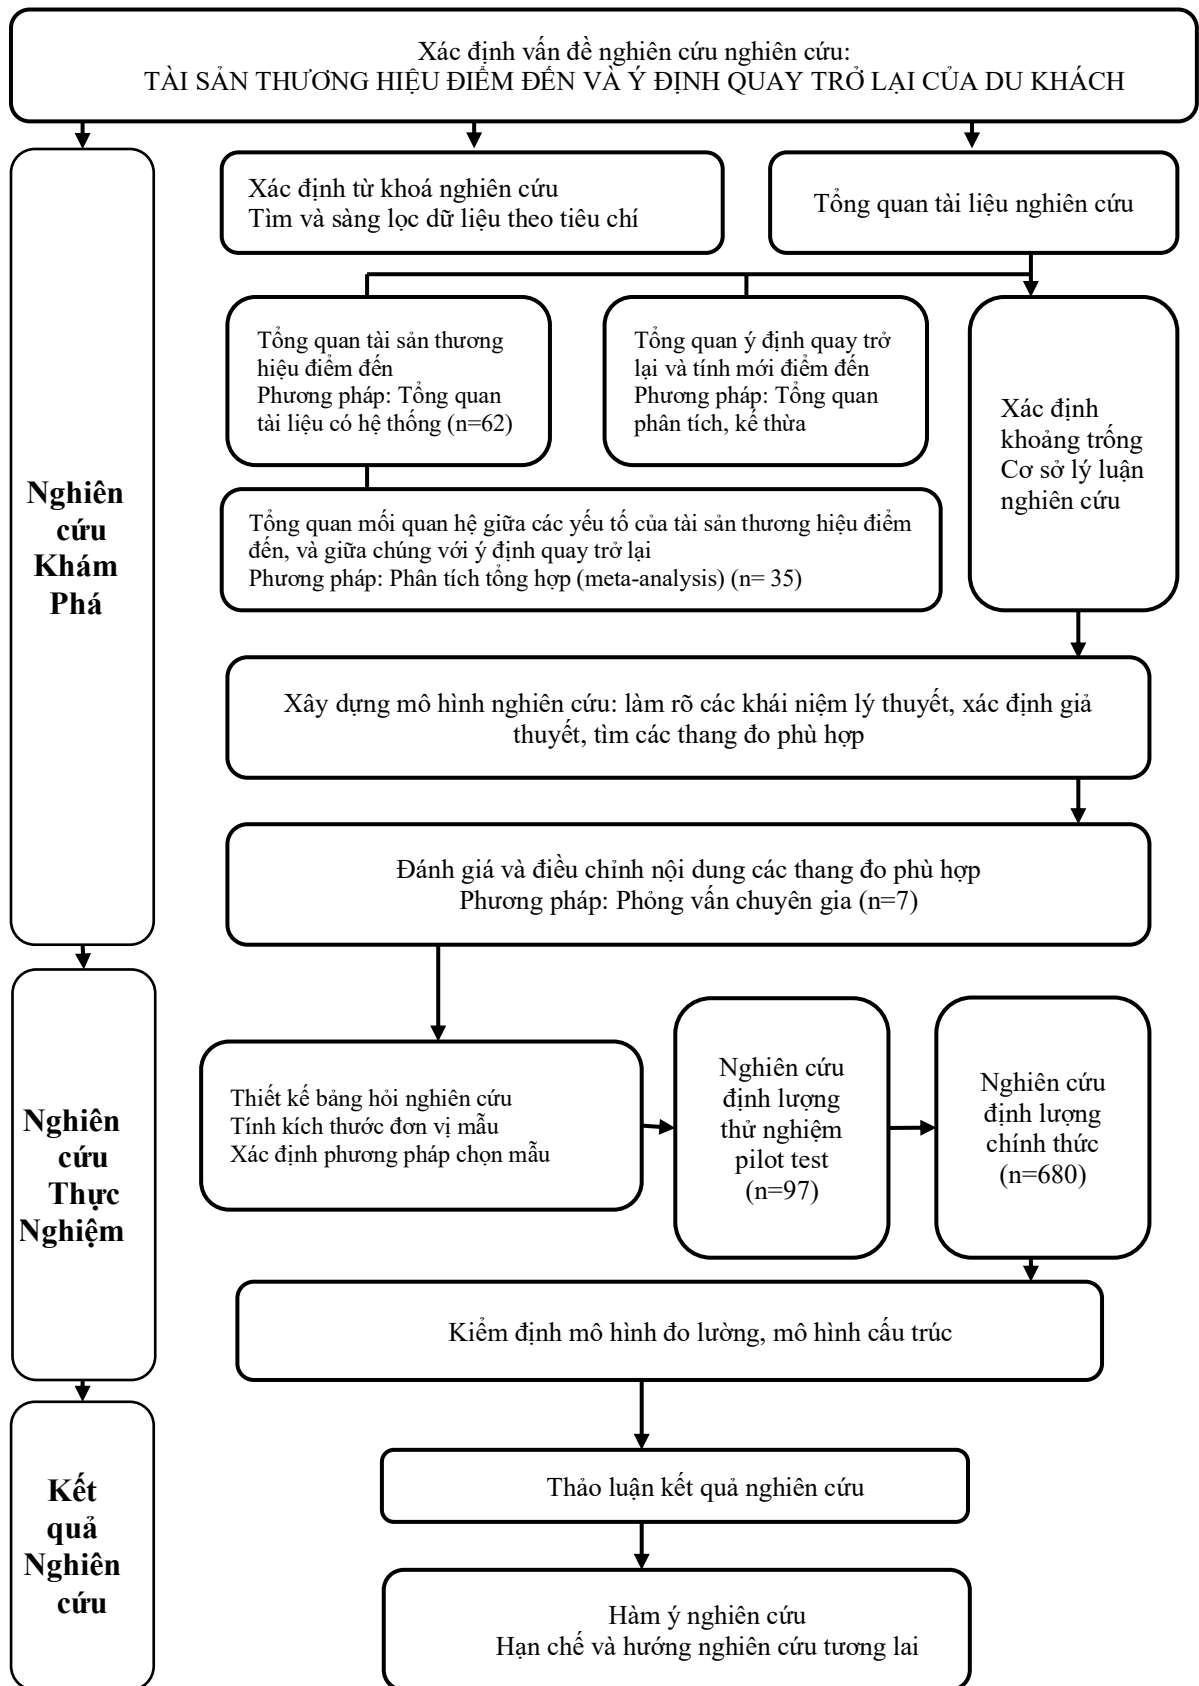 Xác định vấn đề nghiên cứu nghiên cứu:
TÀI SẢN THƯƠNG HIỆU ĐIỂM ĐẾN VÀ Ý ĐỊNH QUAY TRỞ LẠI CỦA DU KHÁCH
Nghiên
cứu
Khám
Phá
Xác định từ khoá nghiên cứu
Tìm và sàng lọc dữ liệu theo tiêu chí
Tổng quan tài liệu nghiên cứu
Tổng quan tài sản thương
hiệu điểm đến
Phương pháp: Tổng quan
tài liệu có hệ thống (n=62)
Tổng quan ý định quay trở
lại và tính mới điểm đến
Phương pháp: Tổng quan
phân tích, kế thừa
Xác định
khoảng trống
Cơ sở lý luận
nghiên cứu
Tổng quan mối quan hệ giữa các yếu tố của tài sản thương hiệu điểm
đến, và giữa chúng với ý định quay trở lại
Phương pháp: Phân tích tổng hợp (meta-analysis) (n= 35)
Xây dựng mô hình nghiên cứu: làm rõ các khái niệm lý thuyết, xác định giả
thuyết, tìm các thang đo phù hợp
Đánh giá và điều chỉnh nội dung các thang đo phù hợp
Phương pháp: Phỏng vấn chuyên gia (n=7)
Nghiên
cứu
Thực
Nghiệm
Thiết kế bảng hỏi nghiên cứu
Tính kích thước đơn vị mẫu
Xác định phương pháp chọn mẫu
Nghiên cứu
định lượng
thử nghiệm
pilot test
(n=97)
Nghiên cứu
định lượng
chính thức
(n=680)
Kiểm định mô hình đo lường, mô hình cấu trúc
Kết
quả
Nghiên
cứu
Thảo luận kết quả nghiên cứu
Hàm ý nghiên cứu
Hạn chế và hướng nghiên cứu tương lai